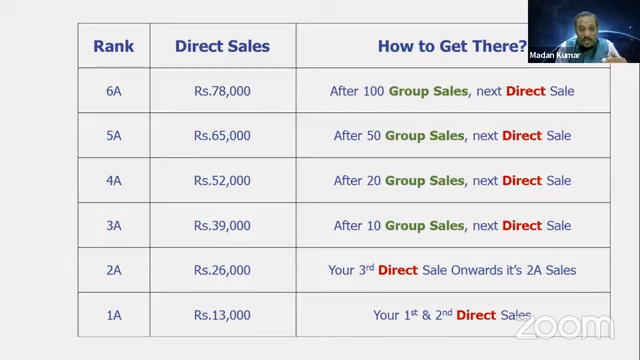 Rank Direct Sales How to Get There?
Madan Kumar
6A Rs.78,000 After 100 Group Sales, next Direct Sale
5A Rs.65,000 After 50 Group Sales, next Direct Sale
4A Rs.52,000 After 20 Group Sales, next Direct Sale
3A Rs.39,000 After 10 Group Sales, next Direct Sale
2A Rs.26,000 Your 3rd Direct Sale Onwards it's 2A Sales
1A Rs.13,000 Your 1st & 2nd Direct Sales
zoom